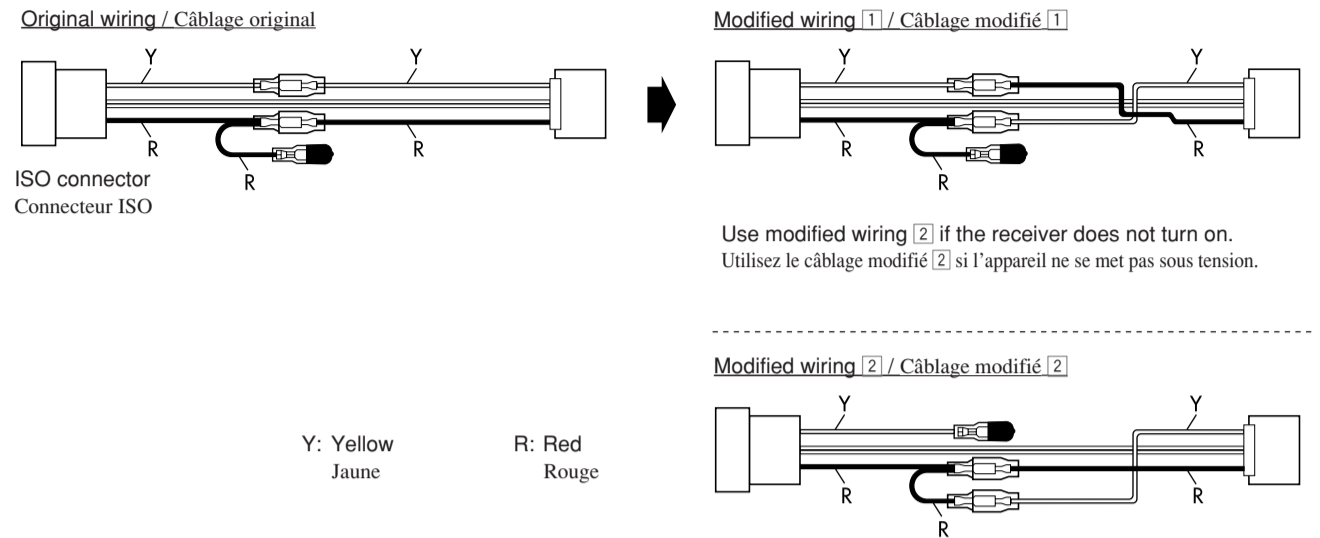 Original wiring / Câblage original
Y
Y
R
R
R
ISO connector
Connecteur ISO
Modified wiring 1 / Câblage modifié 1
Y
Y
R
R
R
Use modified wiring 2 if the receiver does not turn on.
Utilisez le câblage modifié 2 si l'appareil ne se met pas sous tension.
Modified wiring 2 / Câblage modifié 2
Y
Y
R
R
R
Y: Yellow
Jaune
R: Red
Rouge